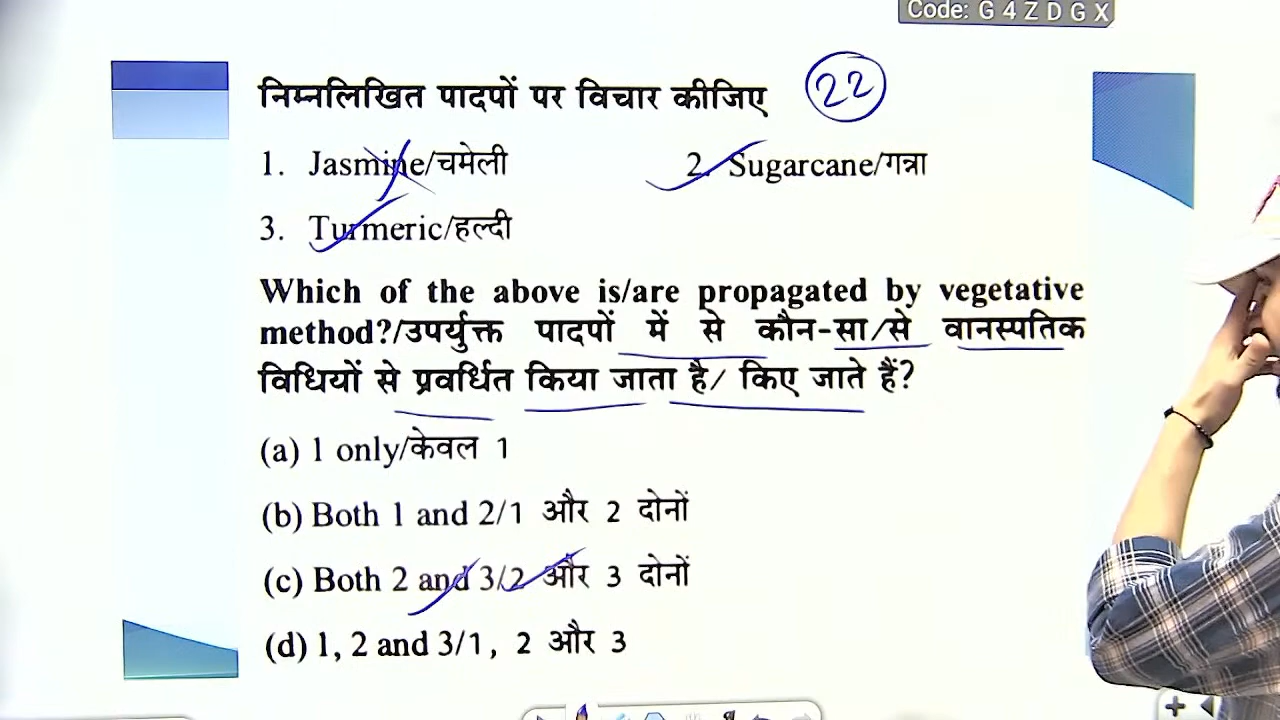 Code: G 4 Z D G X
निम्नलिखित पादपों पर विचार कीजिए 22
1. Jasmine/चमेली 2. Sugarcane/गन्ना
3. Turmeric/हल्दी
Which of the above is/are propagated by vegetative
method?/उपर्युक्त पादपों में से कौन-सा/से वानस्पतिक
विधियों से प्रवर्धित किया जाता है/ किए जाते हैं?
(a) 1 only/केवल 1
(b) Both 1 and 2/1 और 2 दोनों
(c) Both 2 and 3/2 और 3 दोनों
(d) 1, 2 and 3/1, 2 और 3